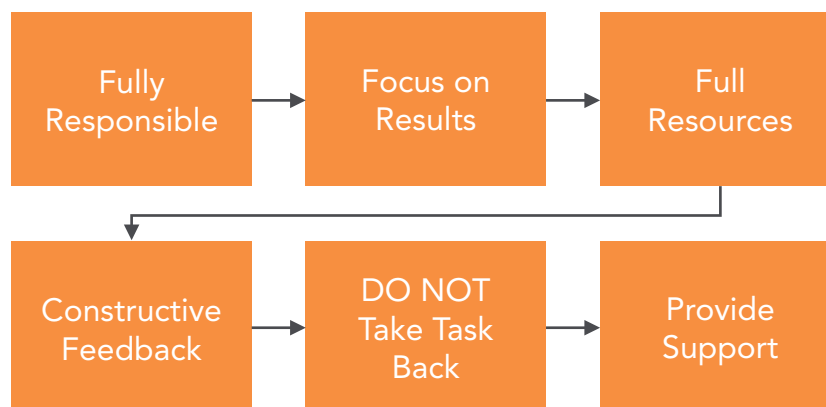 Fully
Responsible
Focus on
Results
Full
Resources
Constructive
Feedback
DO NOT
Take Task
Back
Provide
Support